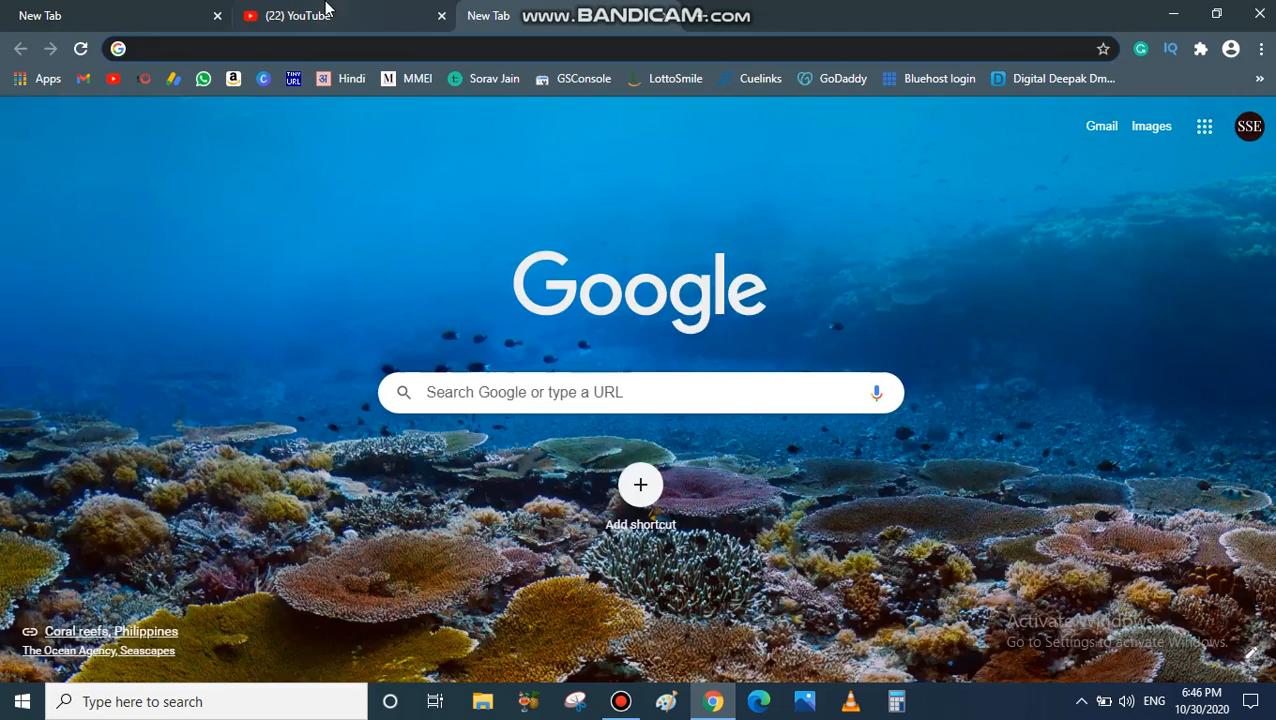 New Tab
(22) YouTube
New Tab
www.BANDICAM.com
Apps
TINY
URL
अ
Hindi
M
MMEI
Sorav Jain
GSConsole
LottoSmile
Cuelinks
GoDaddy
Bluehost login
Digital Deepak Dm...
IQ
Gmail
Images
SSE
Google
Search Google or type a URL
Add shortcut
Coral reefs, Philippines
The Ocean Agency, Seascapes
Activate Windows
Go to Settings to activate Windows.
Type here to search
ENG
6:46 PM
10/30/2020